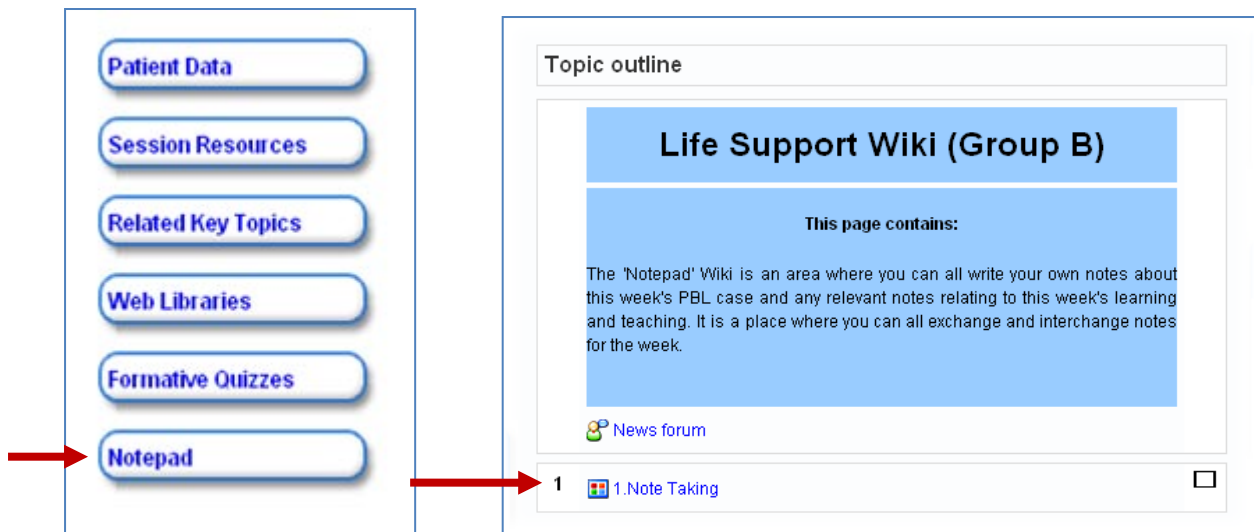 Patient Data
Session Resources
Related Key Topics
Web Libraries
Formative Quizzes
Notepad
Topic outline
Life Support Wiki (Group B)
This page contains:
The 'Notepad' Wiki is an area where you can all write your own notes about
this week's PBL case and any relevant notes relating to this week's learning
and teaching. It is a place where you can all exchange and interchange notes
for the week.
News forum
1 1.Note Taking